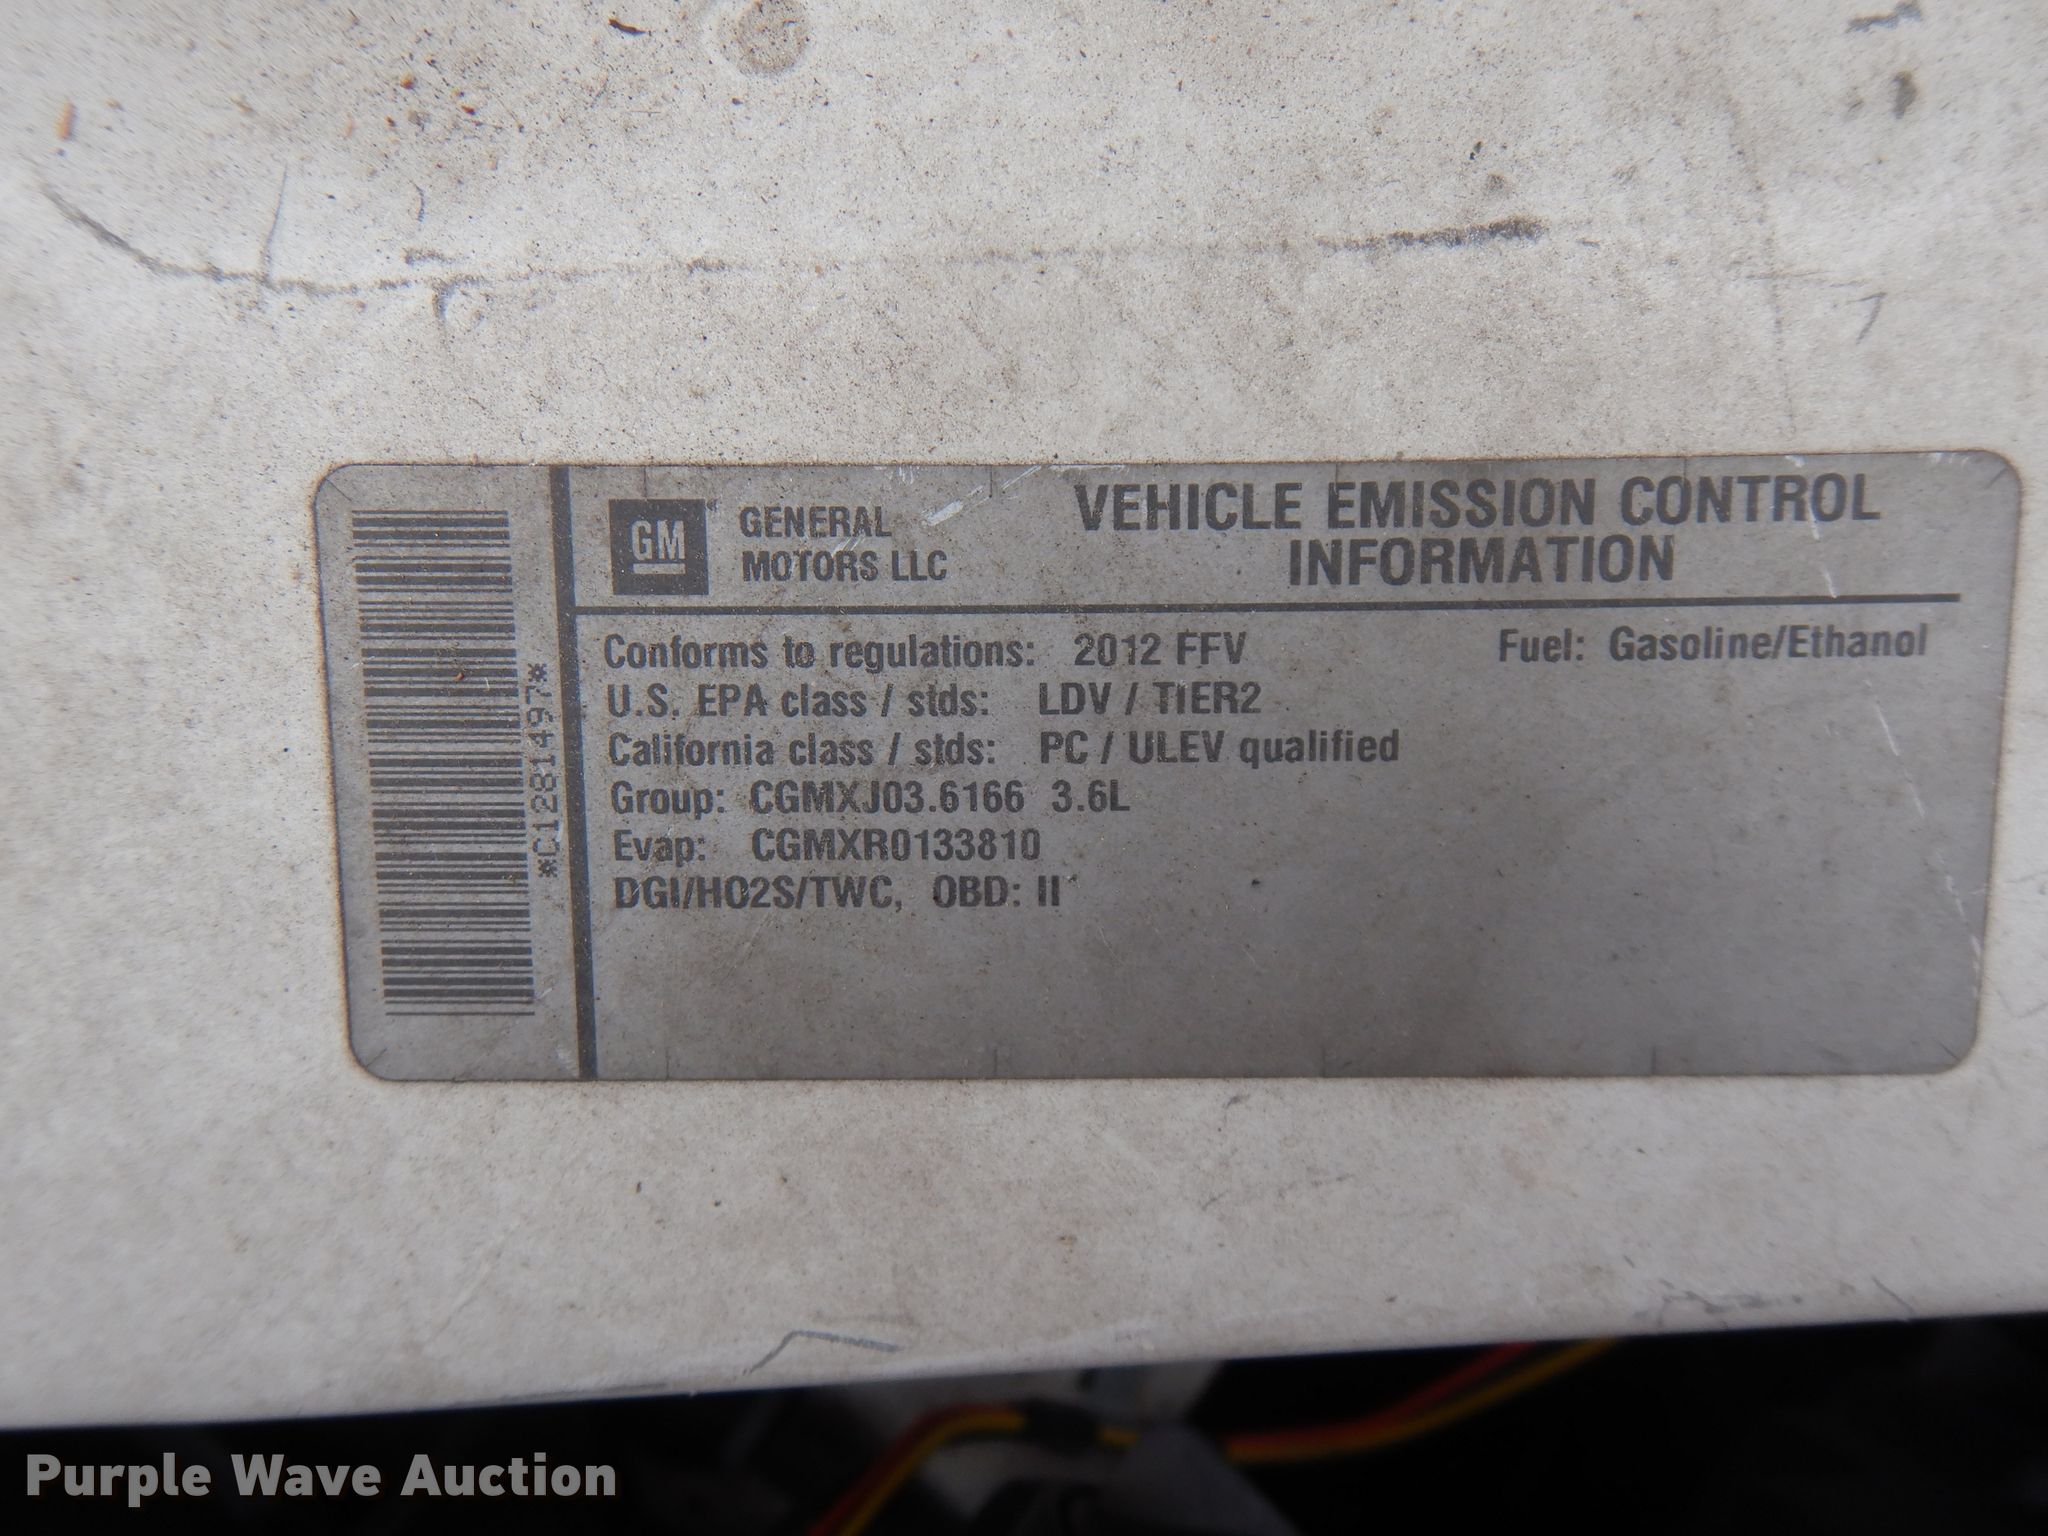 *C1281497*
GM
GENERAL
MOTORS LLC
VEHICLE EMISSION CONTROL
INFORMATION
Conforms to regulations: 2012 FFV
Fuel: Gasoline/Ethanol
U.S. EPA class / stds: LDV / TIER2
California class / stds: PC / ULEV qualified
Group: CGMXJ03.6166 3.6L
Evap: CGMXR0133810
DGI/HO2S/TWC, OBD: II
Purple Wave Auction